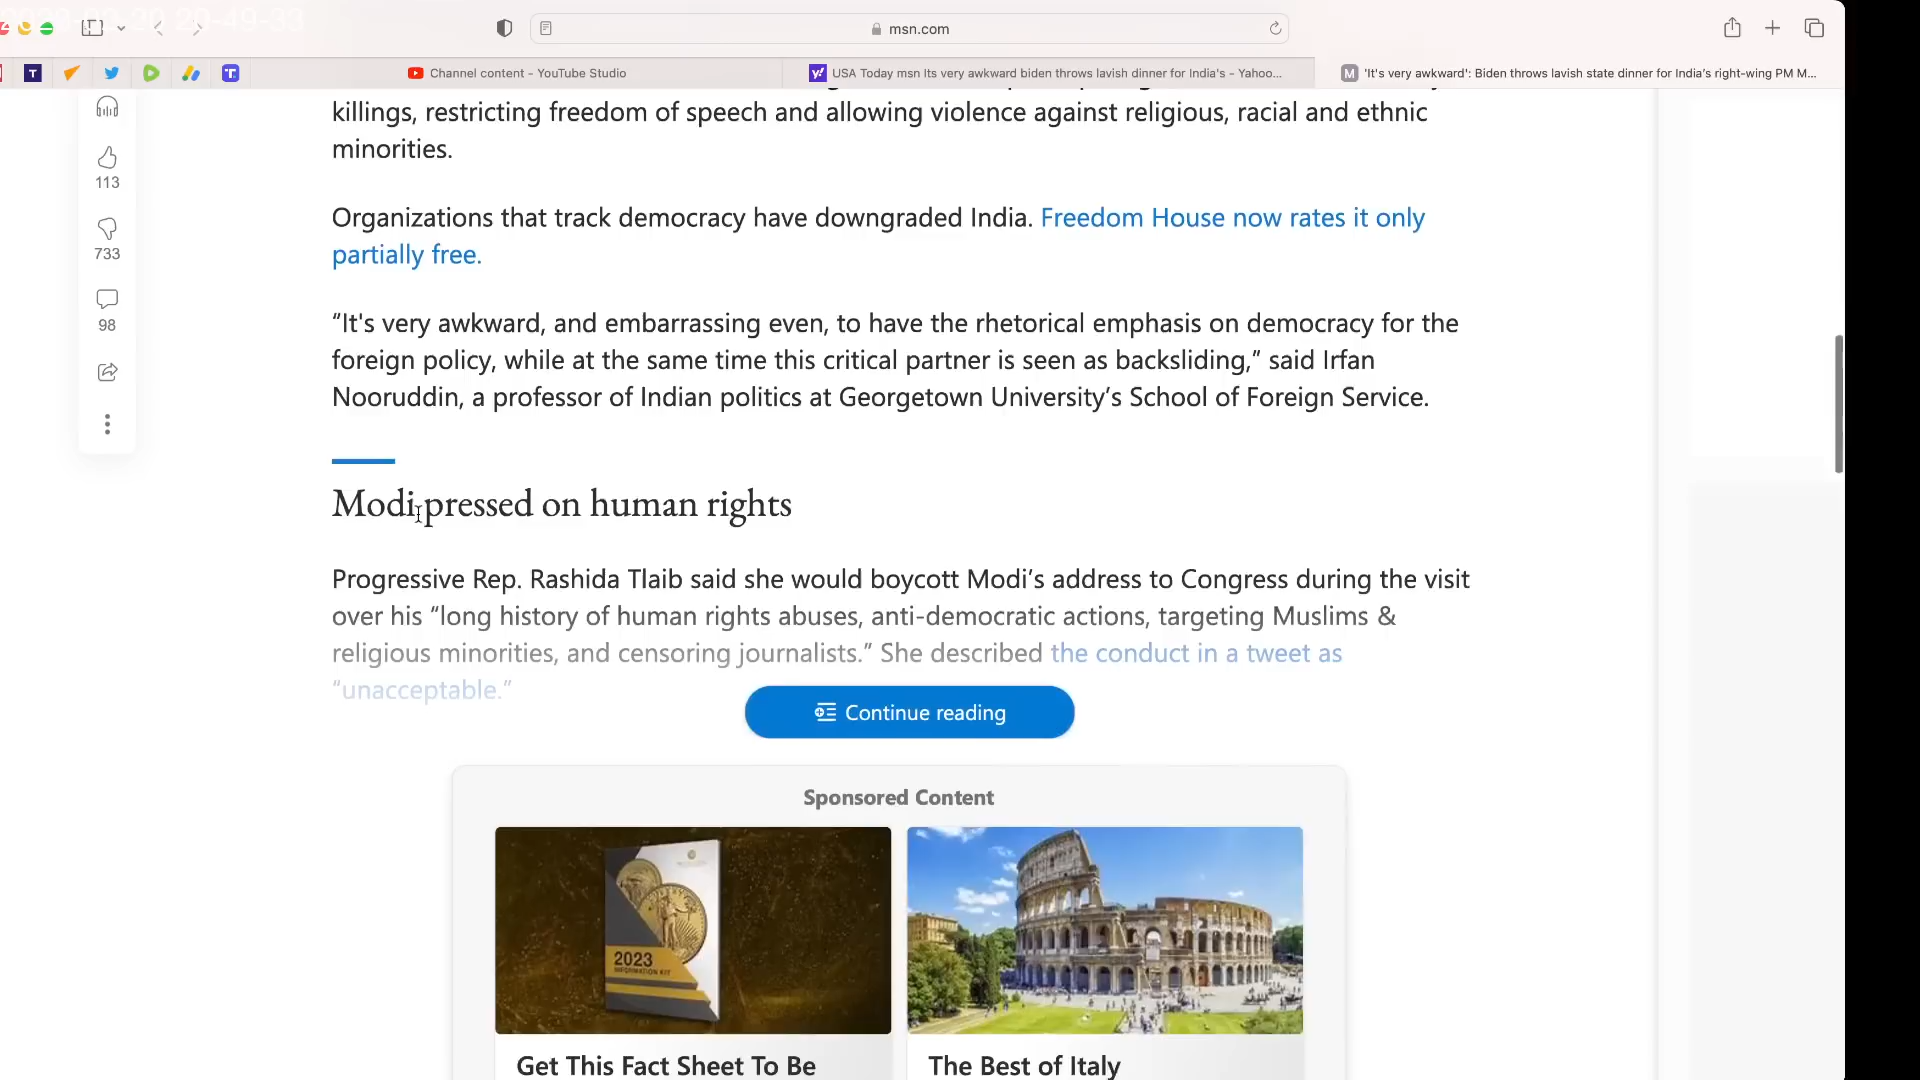 msn.com
Channel content - YouTube Studio
USA Today msn Its very awkward biden throws lavish dinner for India's - Yahoo...
'It's very awkward': Biden throws lavish state dinner for India's right-wing PM M...
killings, restricting freedom of speech and allowing violence against religious, racial and ethnic
minorities.
113
733
98
Organizations that track democracy have downgraded India. Freedom House now rates it only
partially free.
“It's very awkward, and embarrassing even, to have the rhetorical emphasis on democracy for the
foreign policy, while at the same time this critical partner is seen as backsliding,” said Irfan
Nooruddin, a professor of Indian politics at Georgetown University’s School of Foreign Service.
Modi pressed on human rights
Progressive Rep. Rashida Tlaib said she would boycott Modi’s address to Congress during the visit
over his “long history of human rights abuses, anti-democratic actions, targeting Muslims &
religious minorities, and censoring journalists.” She described the conduct in a tweet as
“unacceptable.”
Continue reading
Sponsored Content
2023
INFORMATION KIT
Get This Fact Sheet To Be
The Best of Italy